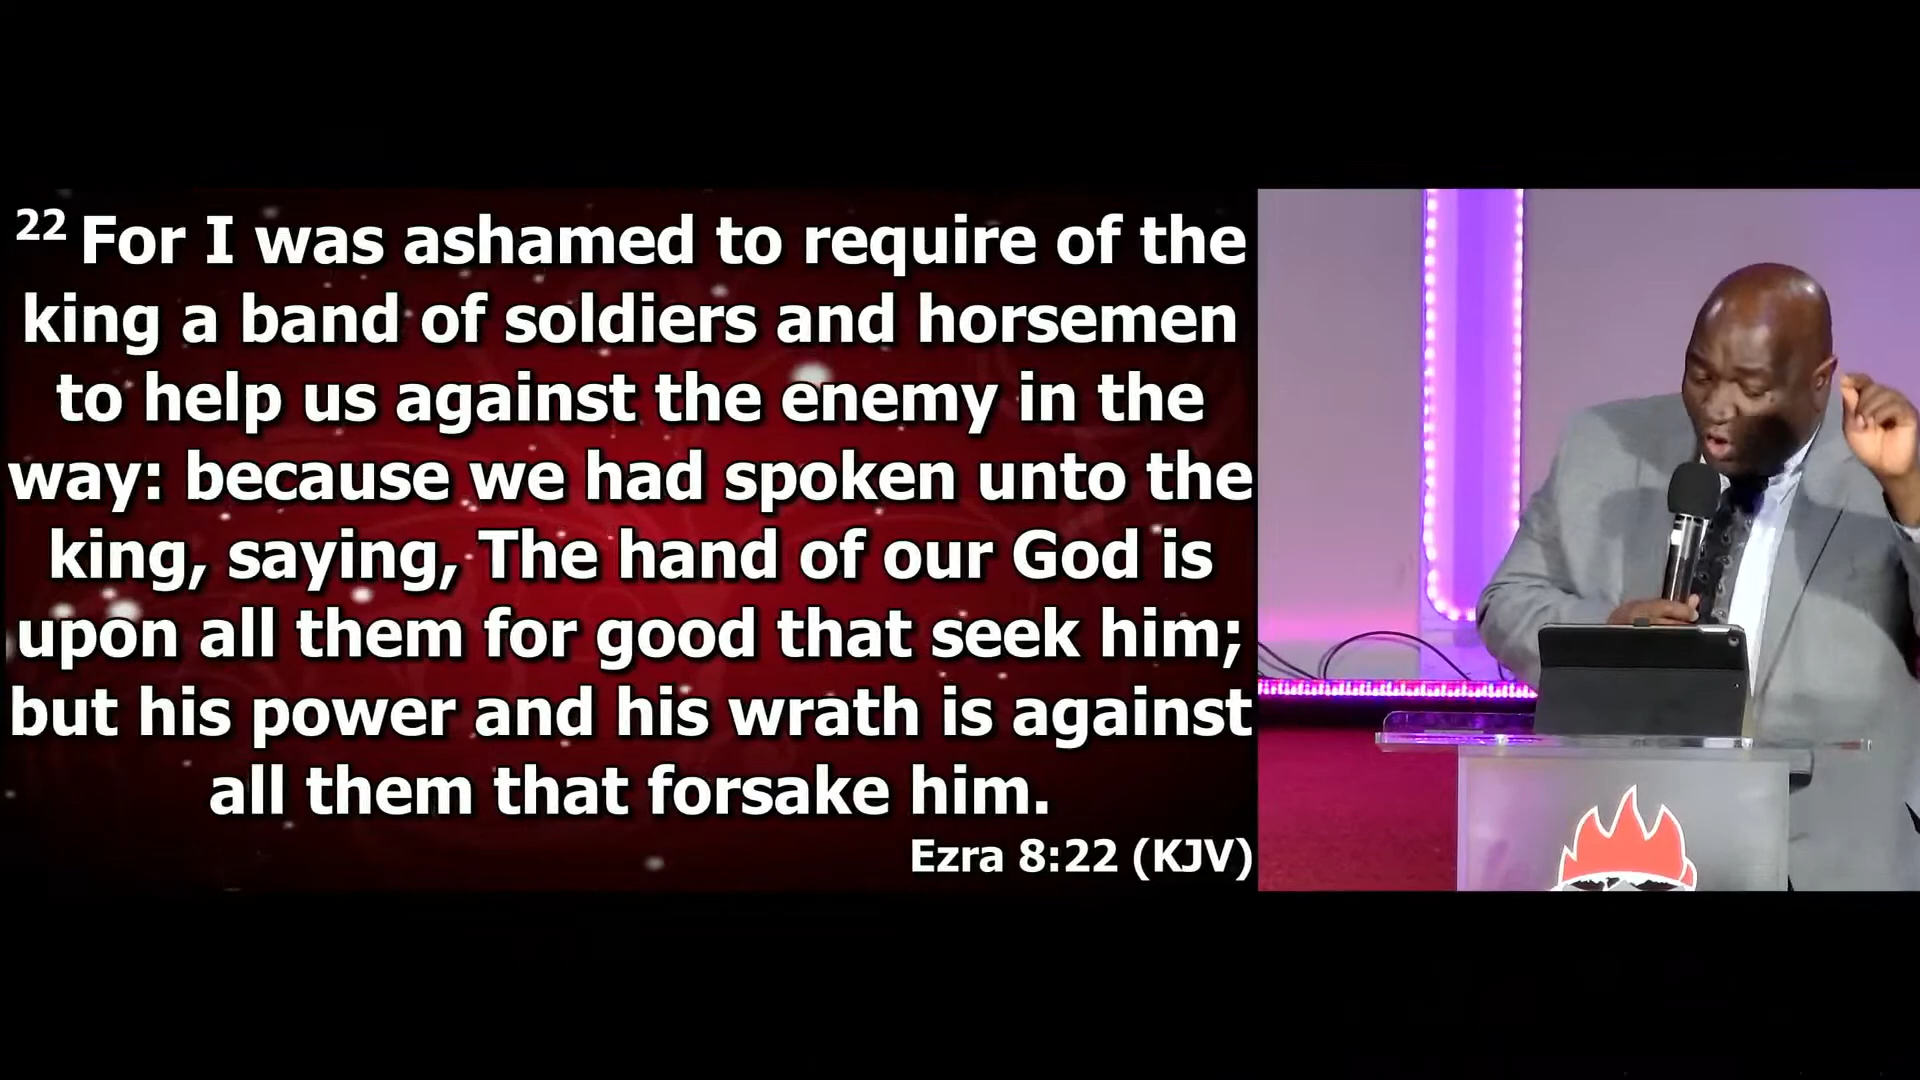 22 For I was ashamed to require of the
king a band of soldiers and horsemen
to help us against the enemy in the
way: because we had spoken unto the
king, saying, The hand of our God is
upon all them for good that seek him;
but his power and his wrath is against
all them that forsake him.
Ezra 8:22 (KJV)